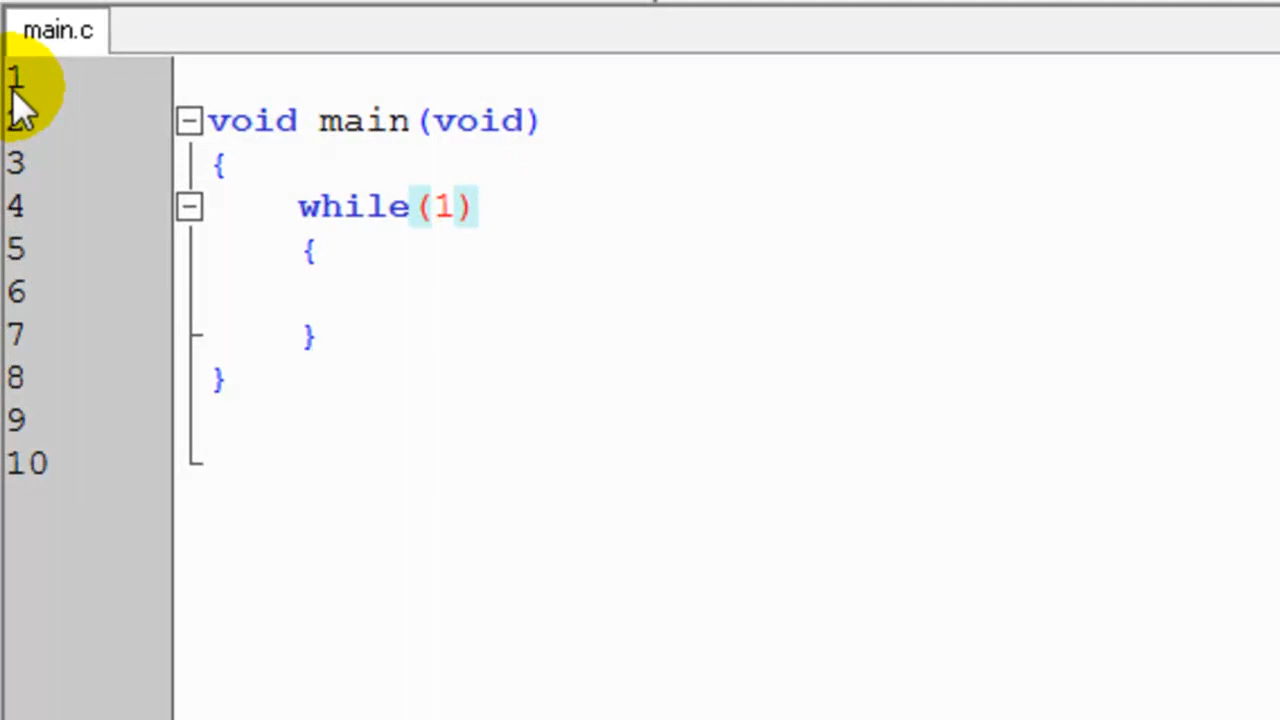 main.c
1
2 void main(void)
3 {
4 while(1)
5 {
6
7 }
8 }
9
10